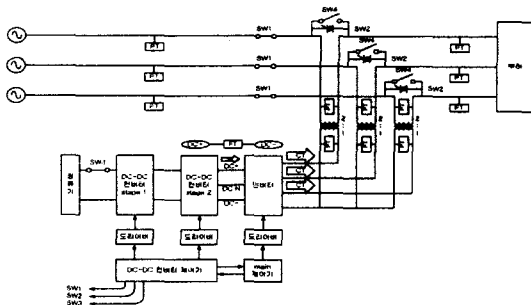 SW4
SW1
SW2
PT
PT
SW4
SW1
SW2
PT
PT
부하
SW4
SW1
SW2
PT
PT
DC+
PT
DC-
SW1
DC-DC
컨버터
stage 1
DC-DC
컨버터
stage 2
DC+
DC N
DC-
인버터
CT
CT
CT
드라이버
드라이버
드라이버
DC-DC 컨버터 제어기
main
제어기
SW1
SW2
SW3